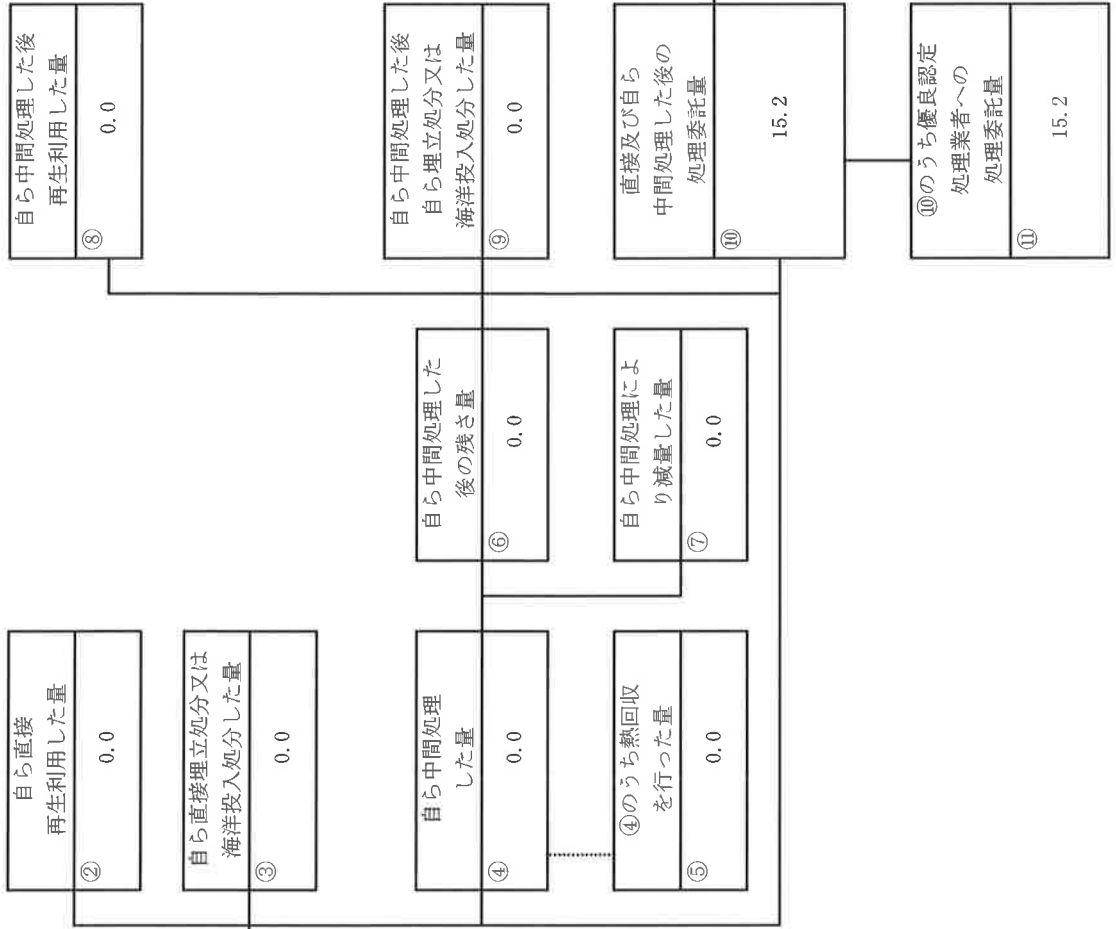 自ら直接
再生利用した量
②
0.0
自ら直接埋立処分又は
海洋投入処分した量
③
0.0
自ら中間処理
した量
④
0.0
④のうち熱回収
を行った量
⑤
0.0
自ら中間処理した
後の残さ量
⑥
0.0
自ら中間処理によ
り減量した量
⑦
0.0
自ら中間処理した後
再生利用した量
⑧
0.0
自ら中間処理した後
自ら埋立処分又は
海洋投入処分した量
⑨
0.0
直接及び自ら
中間処理した後の
処理委託量
⑩
15.2
⑩のうち優良認定
処理業者への
処理委託量
⑪
15.2